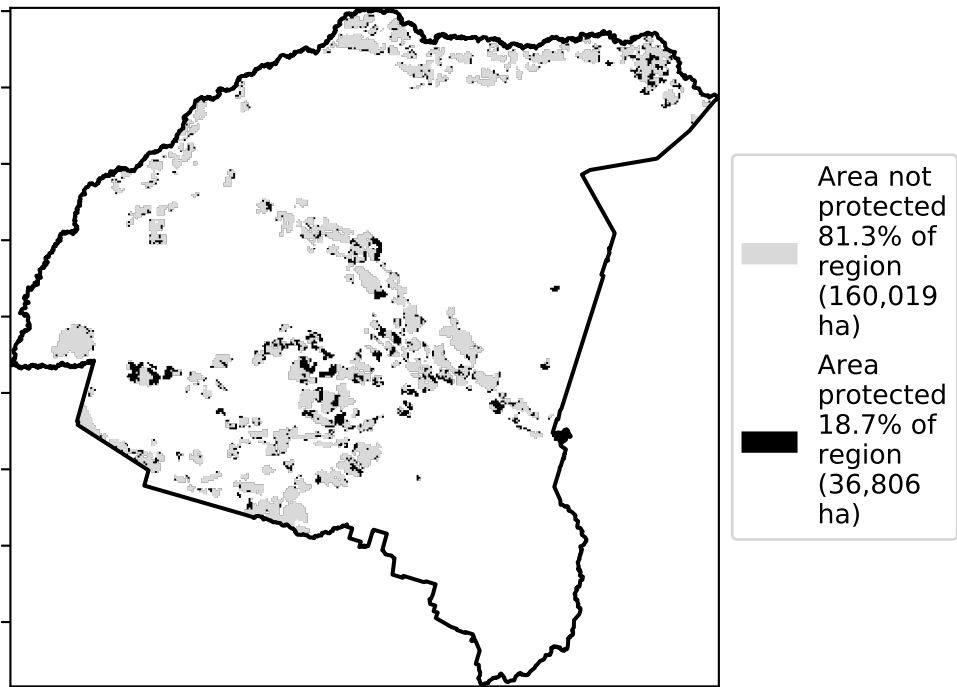 Area not
protected
81.3% of
region
(160,019
ha)
Area
protected
18.7% of
region
(36,806
ha)